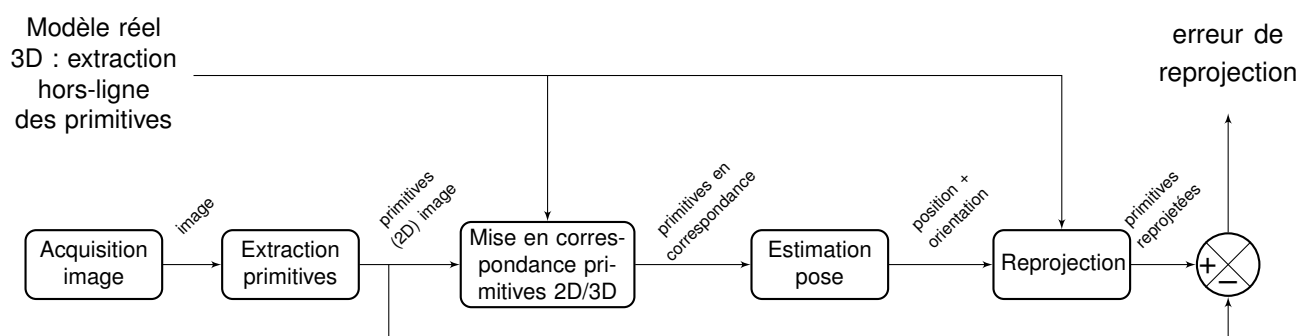 Modèle réel
3D : extraction
hors-ligne
des primitives
erreur de
reprojection
Acquisition
image
image
Extraction
primitives
primitives
(2D) image
Mise en corres-
pondance pri-
mitives 2D/3D
primitives en
correspondance
Estimation
pose
position +
orientation
Reprojection
primitives
reprojetées
+
−